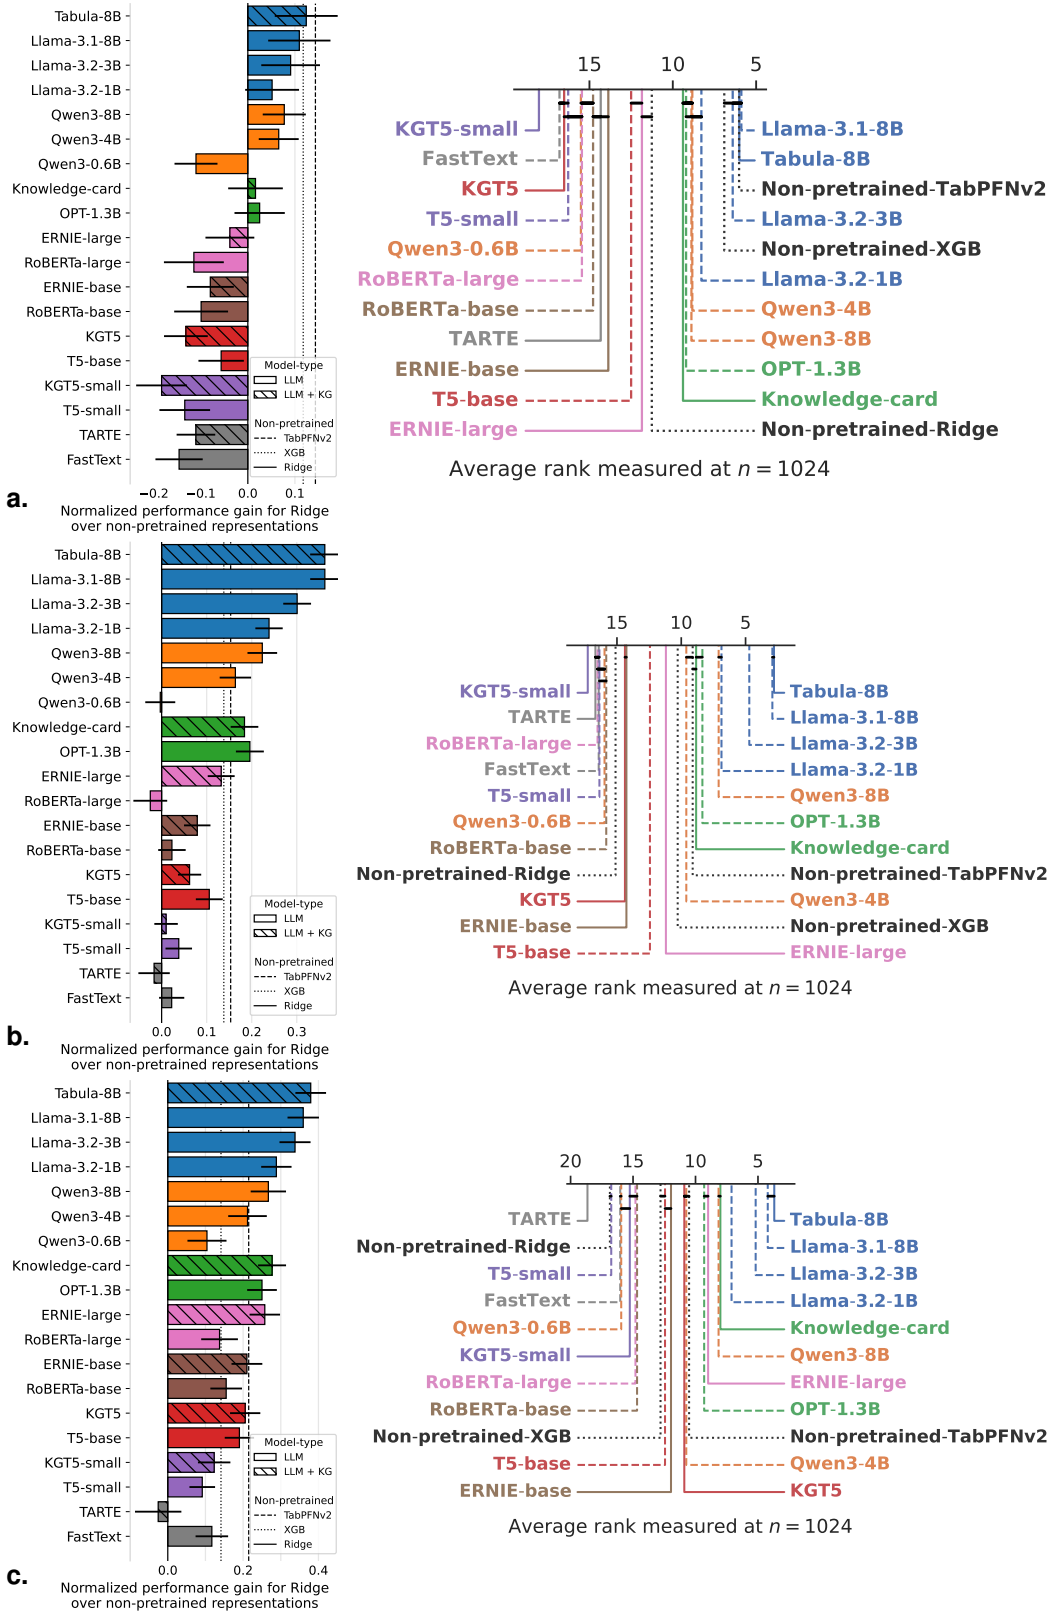 Tabula-8B
Llama-3.1-8B
Llama-3.2-3B
Llama-3.2-1B
Qwen3-8B
Qwen3-4B
Qwen3-0.6B
Knowledge-card
OPT-1.3B
ERNIE-large
RoBERTa-large
ERNIE-base
RoBERTa-base
KGT5
T5-base
KGT5-small
T5-small
TARTE
FastText
Model-type
LLM
LLM + KG
Non-pretrained
TabPFNv2
XGB
Ridge
−0.2 −0.1 0.0 0.1
a.
Normalized performance gain for Ridge
over non-pretrained representations
15 10 5
KGT5-small
FastText
KGT5
T5-small
Qwen3-0.6B
RoBERTa-large
RoBERTa-base
TARTE
ERNIE-base
T5-base
ERNIE-large
Llama-3.1-8B
Tabula-8B
Non-pretrained-TabPFNv2
Llama-3.2-3B
Non-pretrained-XGB
Llama-3.2-1B
Qwen3-4B
Qwen3-8B
OPT-1.3B
Knowledge-card
Non-pretrained-Ridge
Average rank measured at n = 1024
Tabula-8B
Llama-3.1-8B
Llama-3.2-3B
Llama-3.2-1B
Qwen3-8B
Qwen3-4B
Qwen3-0.6B
Knowledge-card
OPT-1.3B
ERNIE-large
RoBERTa-large
ERNIE-base
RoBERTa-base
KGT5
T5-base
KGT5-small
T5-small
TARTE
FastText
Model-type
LLM
LLM + KG
Non-pretrained
TabPFNv2
XGB
Ridge
0.0 0.1 0.2 0.3
b.
Normalized performance gain for Ridge
over non-pretrained representations
15 10 5
KGT5-small
TARTE
RoBERTa-large
FastText
T5-small
Qwen3-0.6B
RoBERTa-base
Non-pretrained-Ridge
KGT5
ERNIE-base
T5-base
Tabula-8B
Llama-3.1-8B
Llama-3.2-3B
Llama-3.2-1B
Qwen3-8B
OPT-1.3B
Knowledge-card
Non-pretrained-TabPFNv2
Qwen3-4B
Non-pretrained-XGB
ERNIE-large
Average rank measured at n = 1024
Tabula-8B
Llama-3.1-8B
Llama-3.2-3B
Llama-3.2-1B
Qwen3-8B
Qwen3-4B
Qwen3-0.6B
Knowledge-card
OPT-1.3B
ERNIE-large
RoBERTa-large
ERNIE-base
RoBERTa-base
KGT5
T5-base
KGT5-small
T5-small
TARTE
FastText
Model-type
LLM
LLM + KG
Non-pretrained
TabPFNv2
XGB
Ridge
0.0 0.2 0.4
c.
Normalized performance gain for Ridge
over non-pretrained representations
20 15 10 5
TARTE
Non-pretrained-Ridge
T5-small
FastText
Qwen3-0.6B
KGT5-small
RoBERTa-large
RoBERTa-base
Non-pretrained-XGB
T5-base
ERNIE-base
Tabula-8B
Llama-3.1-8B
Llama-3.2-3B
Llama-3.2-1B
Knowledge-card
Qwen3-8B
ERNIE-large
OPT-1.3B
Non-pretrained-TabPFNv2
Qwen3-4B
KGT5
Average rank measured at n = 1024